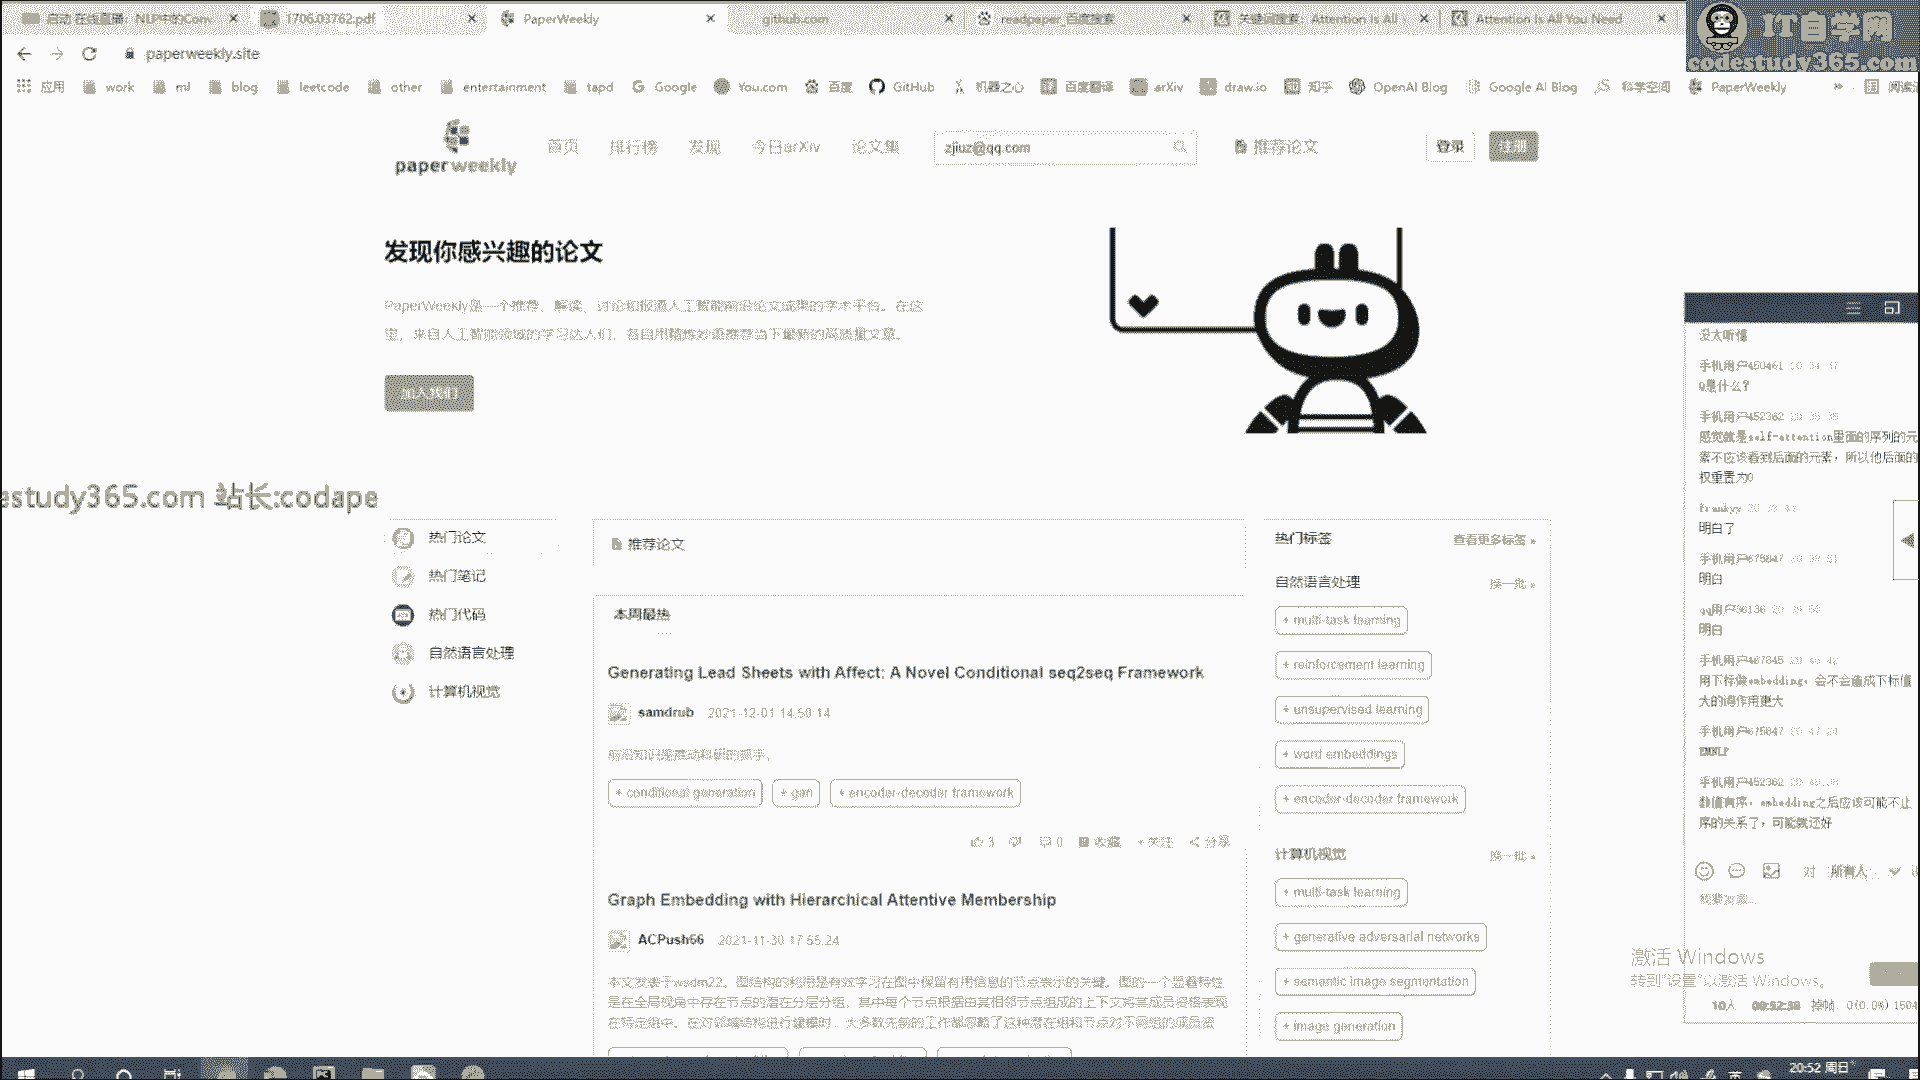 启动 在线直播：NLP中的Conv
1706.03762.pdf
PaperWeekly
github.com
readpaper_百度搜索
关键词搜索：Attention Is All
Attention Is All You Need
IT自学网
codestudy365.com
paperweekly.site
应用 work ml blog leetcode other entertainment tapd Google You.com 百度 GitHub 机器之心 百度翻译 arXiv draw.io 知乎 OpenAI Blog Google AI Blog 科学空间 PaperWeekly
paperweekly
首页 排行榜 发现 今日arXiv 论文集
zjiuz@qq.com
推荐论文
登录 注册
发现你感兴趣的论文
PaperWeekly是一个推荐、解读、讨论和报道人工智能前沿论文成果的学术平台。在这
里，来自人工智能领域的学习达人们，各自用精炼妙语推荐当下最新的高质量文章。
加入我们
estudy365.com 站长:codape
热门论文
热门笔记
热门代码
自然语言处理
计算机视觉
推荐论文
本周最热
Generating Lead Sheets with Affect: A Novel Conditional seq2seq Framework
samdrub 2021-12-01 14:50:14
前沿知识是推动科研的抓手。
+ conditional generation + gan + encoder-decoder framework
3 0 收藏 + 关注 分享
Graph Embedding with Hierarchical Attentive Membership
ACPush66 2021-11-30 17:55:24
本文发表于wsdm22。图结构的利用是有效学习在图中保留有用信息的节点表示的关键。图的一个显著特性
是在全局视角中存在节点的潜在分层分组，其中每个节点根据由其相邻节点组成的上下文将其成员资格表现
在特定组中。在对邻域结构进行建模时，大多数先前的工作都忽略了这种潜在组和节点对不同组的成员资
热门标签 查看更多标签 »
自然语言处理 换一批 »
+ multi-task learning
+ reinforcement learning
+ unsupervised learning
+ word embeddings
+ encoder-decoder framework
计算机视觉 换一批 »
+ multi-task learning
+ generative adversarial networks
+ semantic image segmentation
+ image generation
没太听懂
手机用户450461
Q是什么？
手机用户452362
感觉就是self-attention里面的序列的元
素不应该看到后面的元素，所以他后面的
权重置为0
frankyy
明白了
手机用户675847
明白
qq用户36136
明白
手机用户467845
用下标做embedding，会不会造成下标值
大的词作用更大
手机用户675847
EMNLP
手机用户452362
数值有序，embedding之后应该可能不止
序的关系了，可能就还好
对 所有人
我要发言...
激活 Windows
转到"设置"以激活 Windows。
10人 00:52:38 掉帧: 0(0.0%) 1504
英 20:52 周日